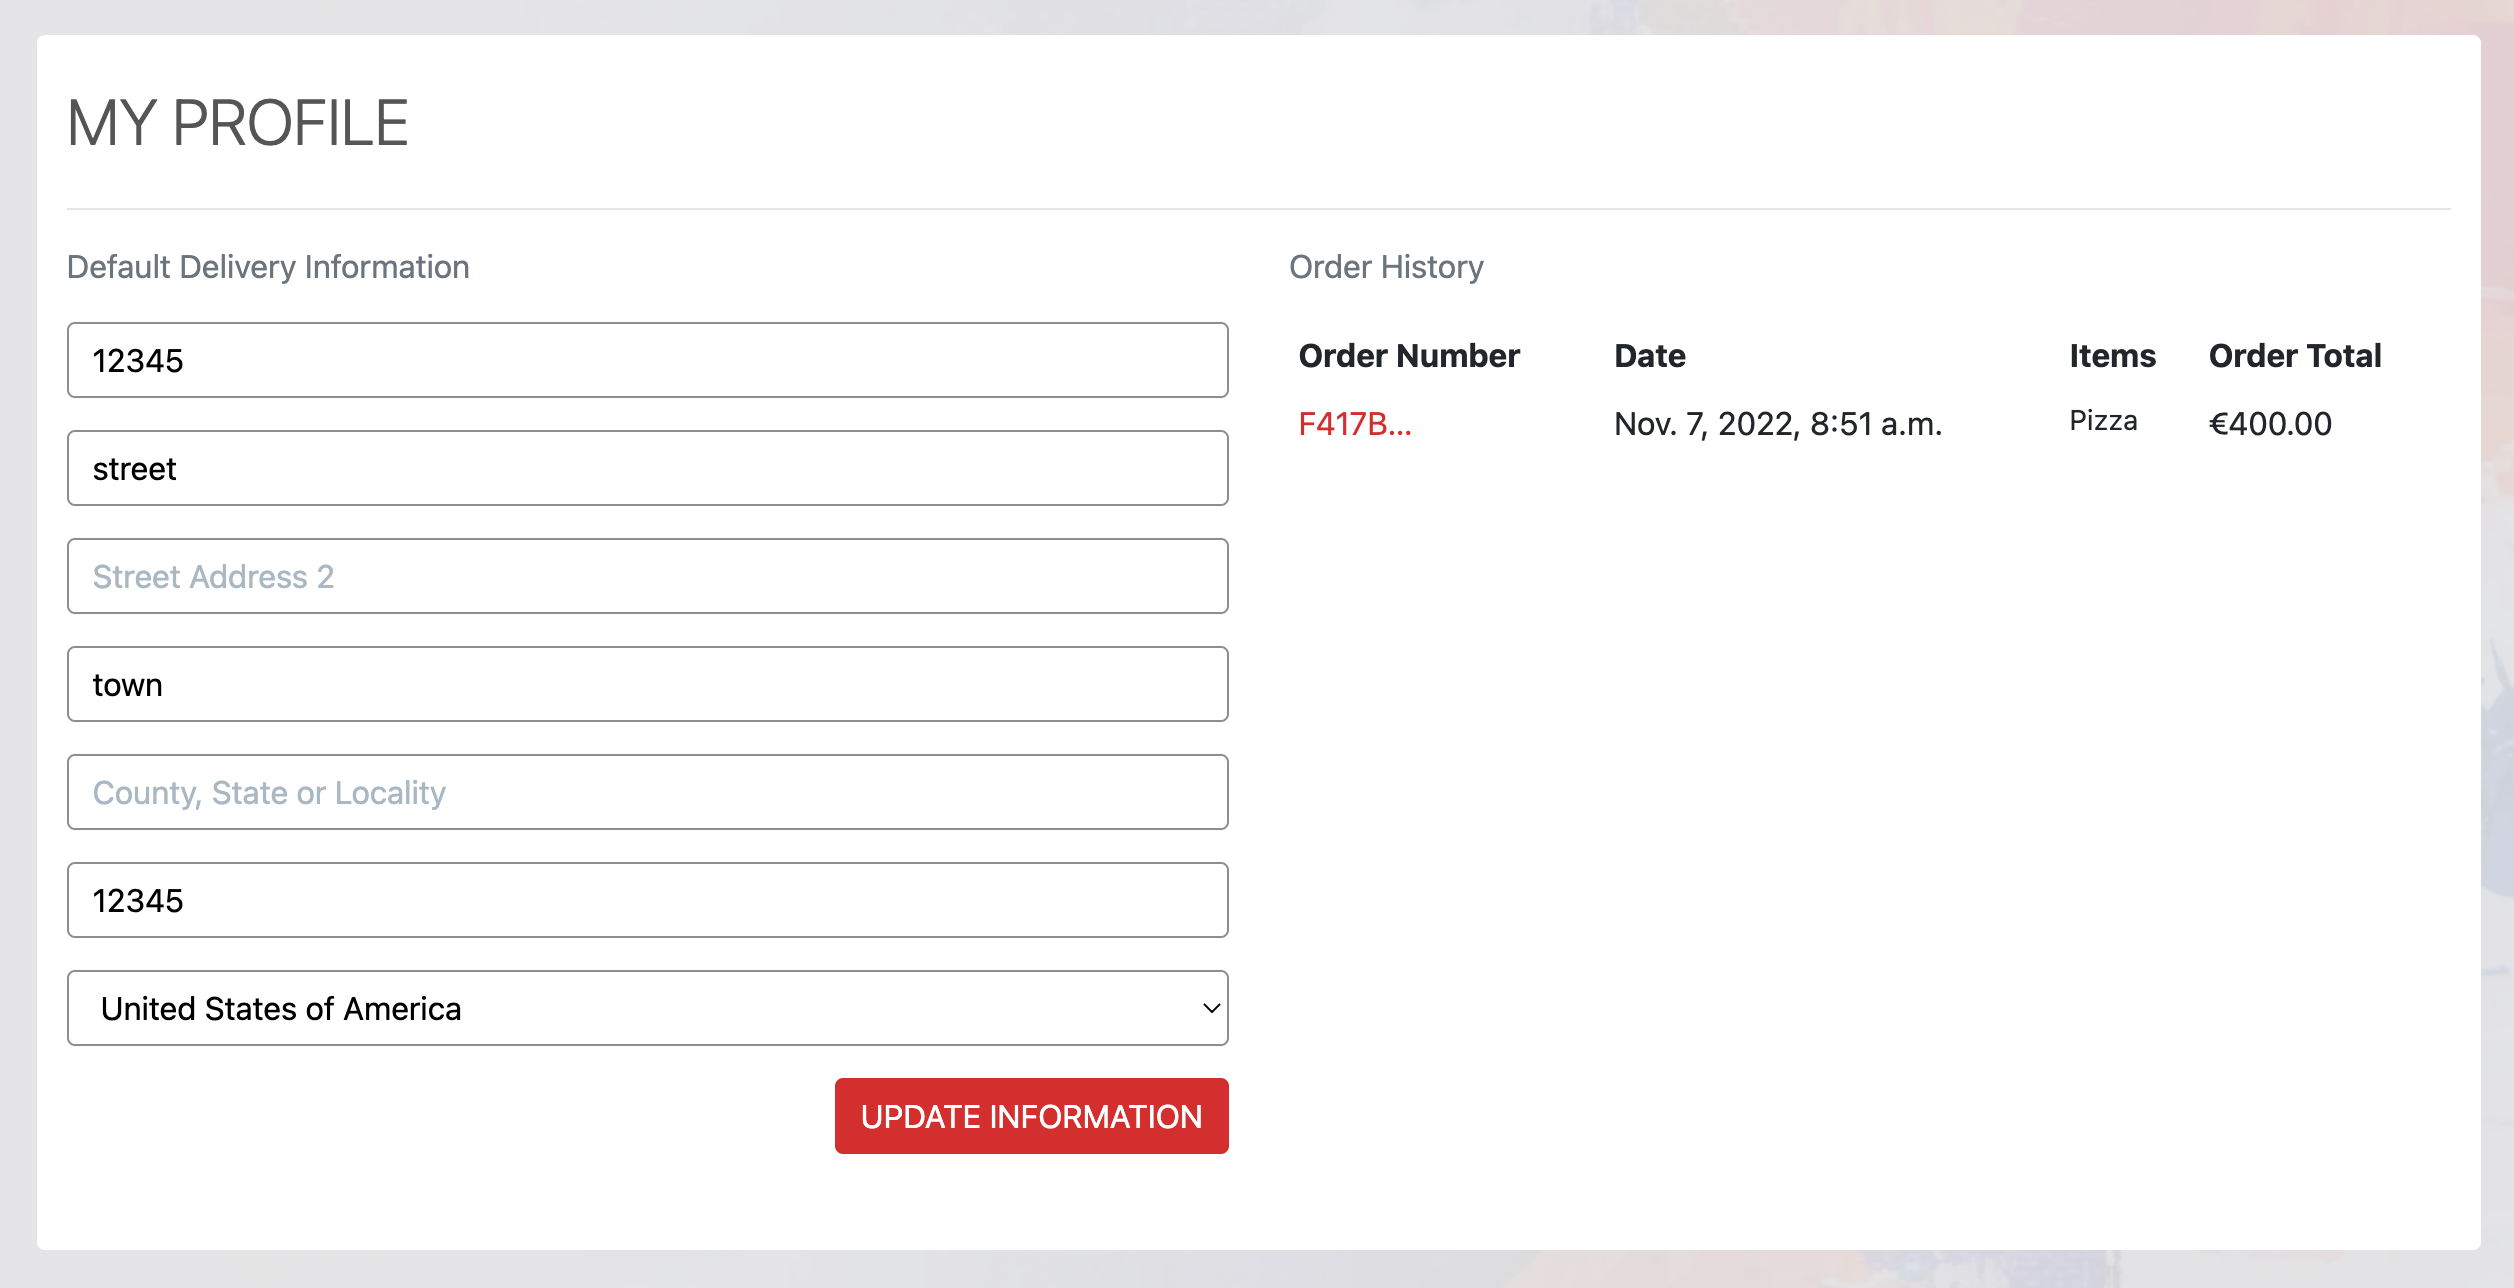 MY PROFILE
Default Delivery Information
12345
street
Street Address 2
town
County, State or Locality
12345
United States of America
UPDATE INFORMATION
Order History
Order Number Date Items Order Total
F417B... Nov. 7, 2022, 8:51 a.m. Pizza €400.00